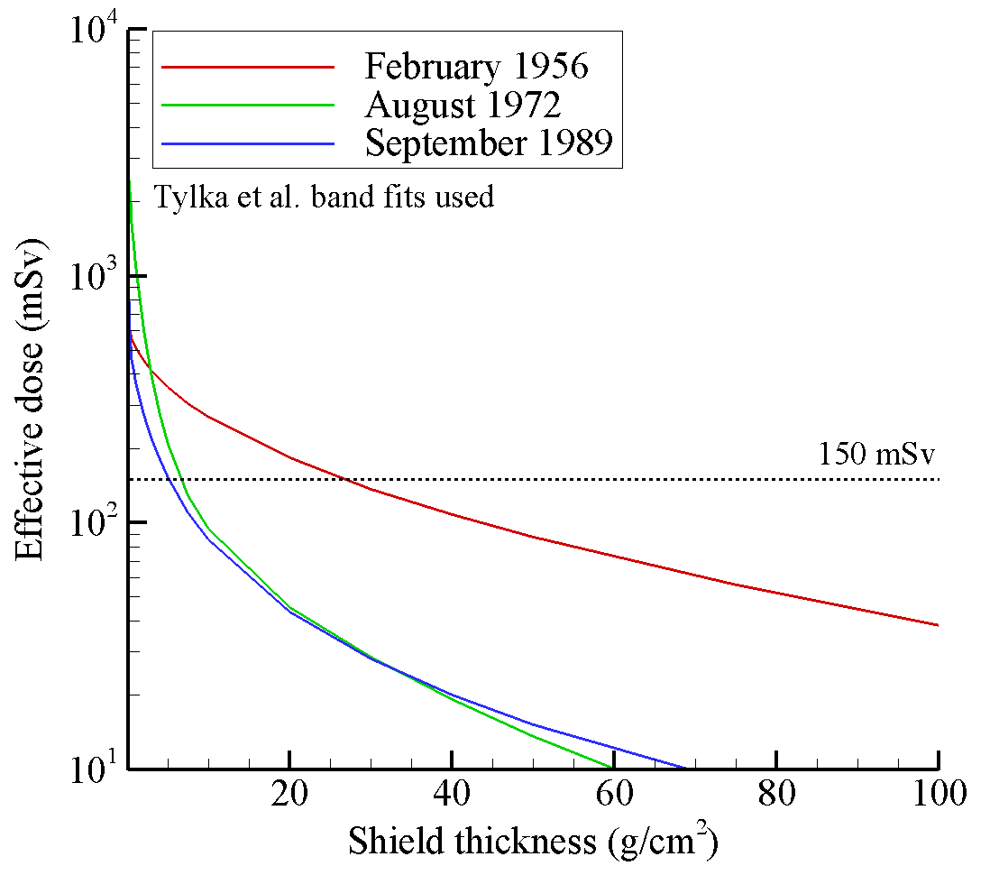 10⁴
February 1956
August 1972
September 1989
Tylka et al. band fits used
10³
150 mSv
10²
10¹
Effective dose (mSv)
20 40 60 80 100
Shield thickness (g/cm²)